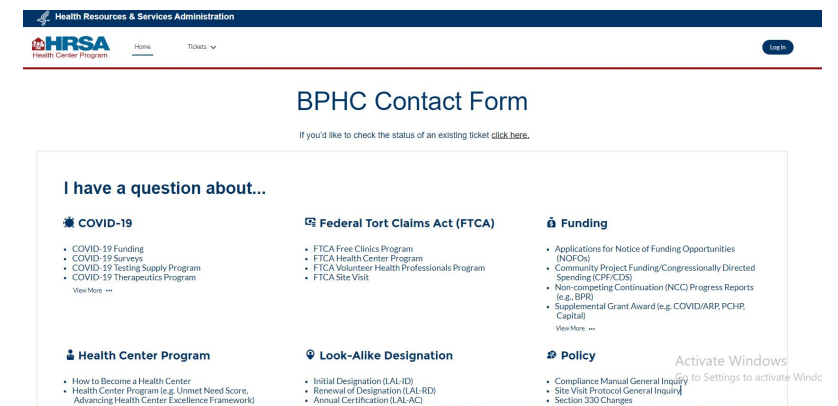 Health Resources & Services Administration
HRSA
Health Center Program
Home
Tickets
Log in
BPHC Contact Form
If you'd like to check the status of an existing ticket click here.
I have a question about...
COVID-19
• COVID-19 Funding
• COVID-19 Surveys
• COVID-19 Testing Supply Program
• COVID-19 Therapeutics Program
View More •••
Federal Tort Claims Act (FTCA)
• FTCA Free Clinics Program
• FTCA Health Center Program
• FTCA Volunteer Health Professionals Program
• FTCA Site Visit
Funding
• Applications for Notice of Funding Opportunities
(NOFOs)
• Community Project Funding/Congressionally Directed
Spending (CPF/CDS)
• Non-competing Continuation (NCC) Progress Reports
(e.g., BPR)
• Supplemental Grant Award (e.g. COVID/ARP, PCHP,
Capital)
View More •••
Health Center Program
• How to Become a Health Center
• Health Center Program (e.g. Unmet Need Score,
Advancing Health Center Excellence Framework)
Look-Alike Designation
• Initial Designation (LAL-ID)
• Renewal of Designation (LAL-RD)
• Annual Certification (LAL-AC)
Policy
• Compliance Manual General Inquiry
• Site Visit Protocol General Inquiry
• Section 330 Changes
Activate Windows
Go to Settings to activate Windo